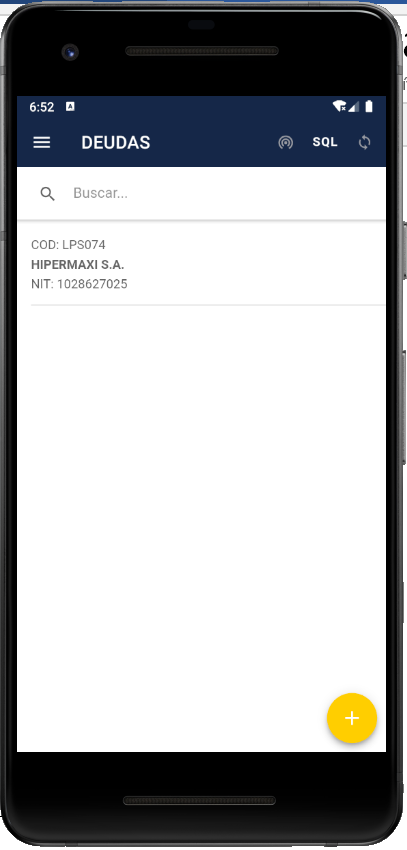 6:52
DEUDAS
SQL
Buscar...
COD: LPS074
HIPERMAXI S.A.
NIT: 1028627025